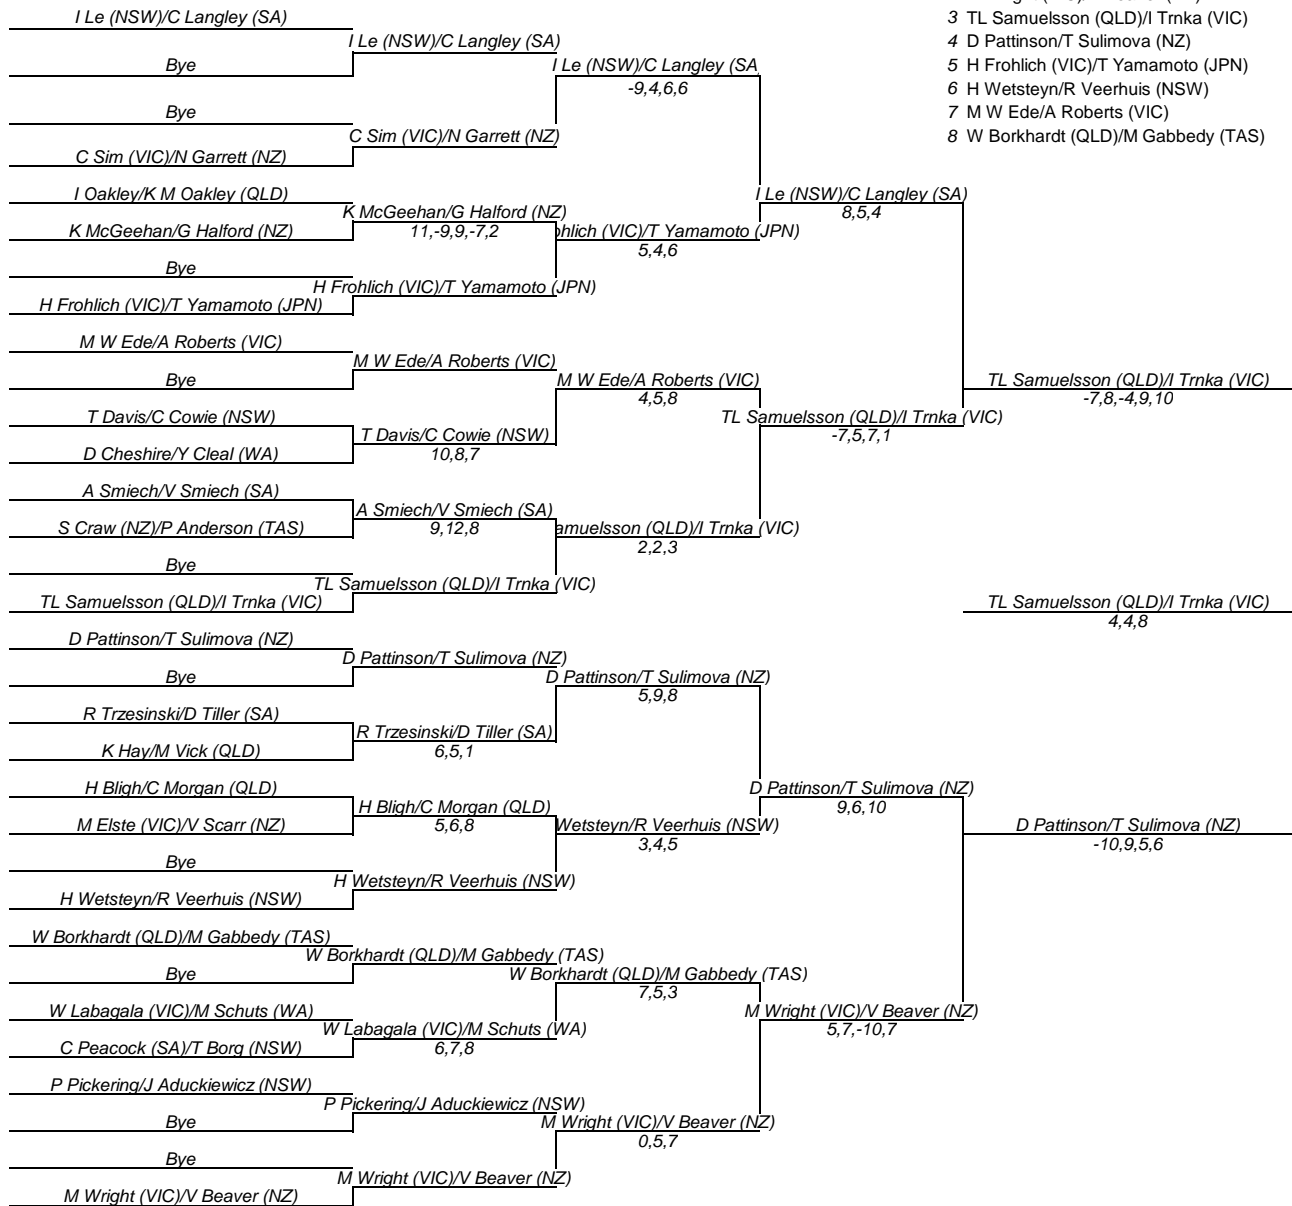 I Le (NSW)/C Langley (SA)
Bye
Bye
C Sim (VIC)/N Garrett (NZ)
I Oakley/K M Oakley (QLD)
K McGeehan/G Halford (NZ)
Bye
H Frohlich (VIC)/T Yamamoto (JPN)
M W Ede/A Roberts (VIC)
Bye
T Davis/C Cowie (NSW)
D Cheshire/Y Cleal (WA)
A Smiech/V Smiech (SA)
S Craw (NZ)/P Anderson (TAS)
Bye
TL Samuelsson (QLD)/I Trnka (VIC)
D Pattinson/T Sulimova (NZ)
Bye
R Trzesinski/D Tiller (SA)
K Hay/M Vick (QLD)
H Bligh/C Morgan (QLD)
M Elste (VIC)/V Scarr (NZ)
Bye
H Wetsteyn/R Veerhuis (NSW)
W Borkhardt (QLD)/M Gabbedy (TAS)
Bye
W Labagala (VIC)/M Schuts (WA)
C Peacock (SA)/T Borg (NSW)
P Pickering/J Aduckiewicz (NSW)
Bye
Bye
M Wright (VIC)/V Beaver (NZ)
I Le (NSW)/C Langley (SA)
C Sim (VIC)/N Garrett (NZ)
K McGeehan/G Halford (NZ)
11,-9,9,-7,2
H Frohlich (VIC)/T Yamamoto (JPN)
M W Ede/A Roberts (VIC)
T Davis/C Cowie (NSW)
10,8,7
A Smiech/V Smiech (SA)
9,12,8
TL Samuelsson (QLD)/I Trnka (VIC)
D Pattinson/T Sulimova (NZ)
R Trzesinski/D Tiller (SA)
6,5,1
H Bligh/C Morgan (QLD)
5,6,8
H Wetsteyn/R Veerhuis (NSW)
W Borkhardt (QLD)/M Gabbedy (TAS)
W Labagala (VIC)/M Schuts (WA)
6,7,8
P Pickering/J Aduckiewicz (NSW)
M Wright (VIC)/V Beaver (NZ)
I Le (NSW)/C Langley (SA
-9,4,6,6
ohlich (VIC)/T Yamamoto (JPN)
5,4,6
M W Ede/A Roberts (VIC)
4,5,8
amuelsson (QLD)/I Trnka (VIC)
2,2,3
D Pattinson/T Sulimova (NZ)
5,9,8
Wetsteyn/R Veerhuis (NSW)
3,4,5
W Borkhardt (QLD)/M Gabbedy (TAS)
7,5,3
M Wright (VIC)/V Beaver (NZ)
0,5,7
I Le (NSW)/C Langley (SA)
8,5,4
TL Samuelsson (QLD)/I Trnka (VIC)
-7,5,7,1
D Pattinson/T Sulimova (NZ)
9,6,10
M Wright (VIC)/V Beaver (NZ)
5,7,-10,7
3 TL Samuelsson (QLD)/I Trnka (VIC)
4 D Pattinson/T Sulimova (NZ)
5 H Frohlich (VIC)/T Yamamoto (JPN)
6 H Wetsteyn/R Veerhuis (NSW)
7 M W Ede/A Roberts (VIC)
8 W Borkhardt (QLD)/M Gabbedy (TAS)
TL Samuelsson (QLD)/I Trnka (VIC)
-7,8,-4,9,10
TL Samuelsson (QLD)/I Trnka (VIC)
4,4,8
D Pattinson/T Sulimova (NZ)
-10,9,5,6